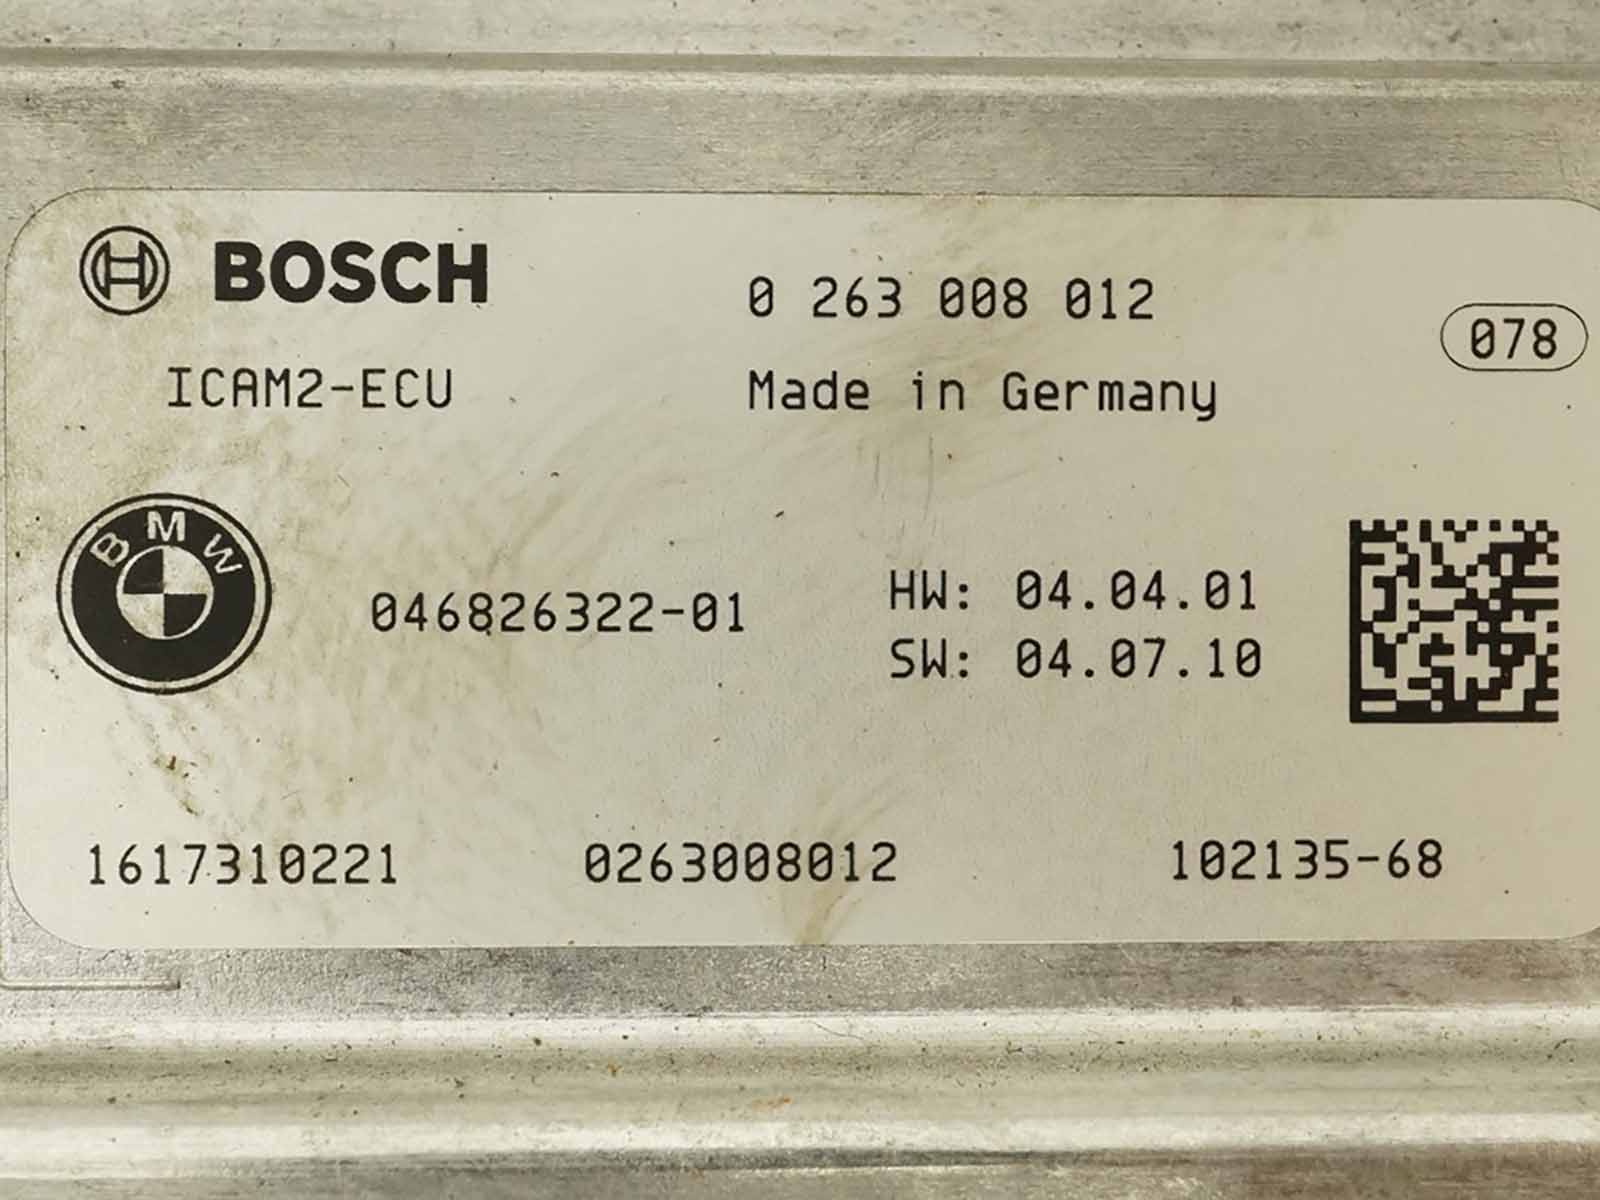 BOSCH
0 263 008 012
078
ICAM2-ECU
Made in Germany
BMW
046826322-01
HW: 04.04.01
SW: 04.07.10
1617310221
0263008012
102135-68